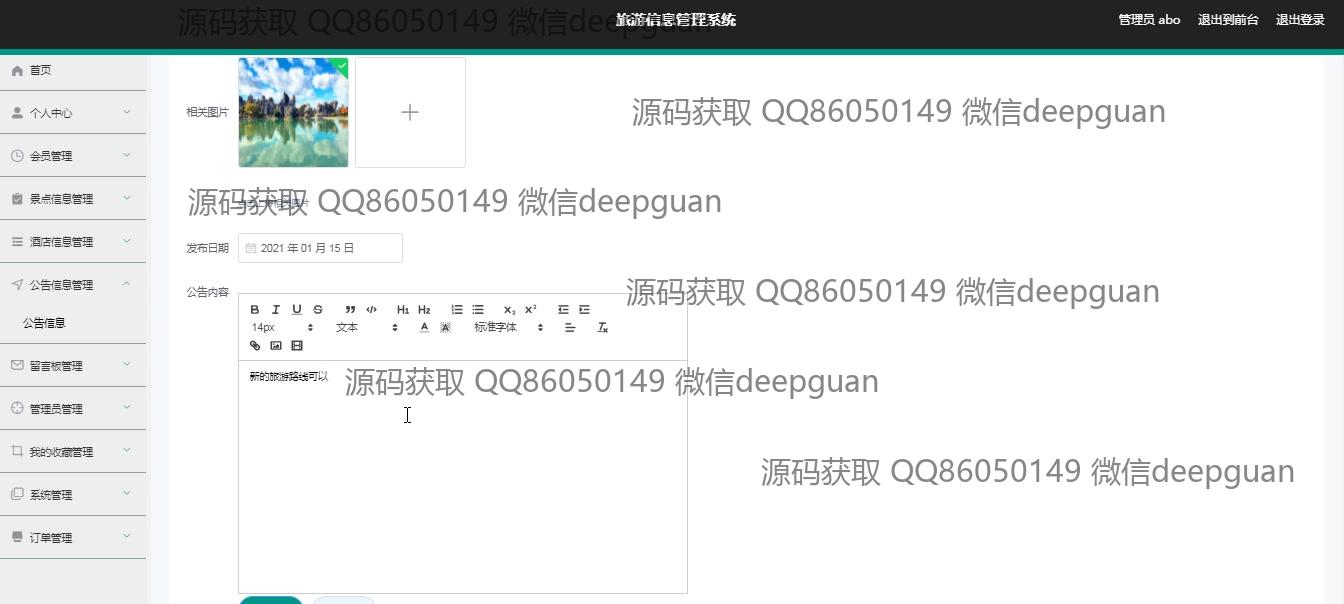 旅游信息管理系统
管理员 abo 退出到前台 退出登录
源码获取 QQ86050149 微信deepguan
首页
个人中心
会员管理
景点信息管理
酒店信息管理
公告信息管理
公告信息
留言板管理
管理员管理
我的收藏管理
系统管理
订单管理
相关图片
源码获取 QQ86050149 微信deepguan
源码获取 QQ86050149 微信deepguan
点击上传相关图片
发布日期 2021 年 01 月 15 日
源码获取 QQ86050149 微信deepguan
公告内容
B I U S ” </> H1 H2 X₂ X²
14px 文本 A A 标准字体 Tx
新的旅游路线可以
源码获取 QQ86050149 微信deepguan
源码获取 QQ86050149 微信deepguan